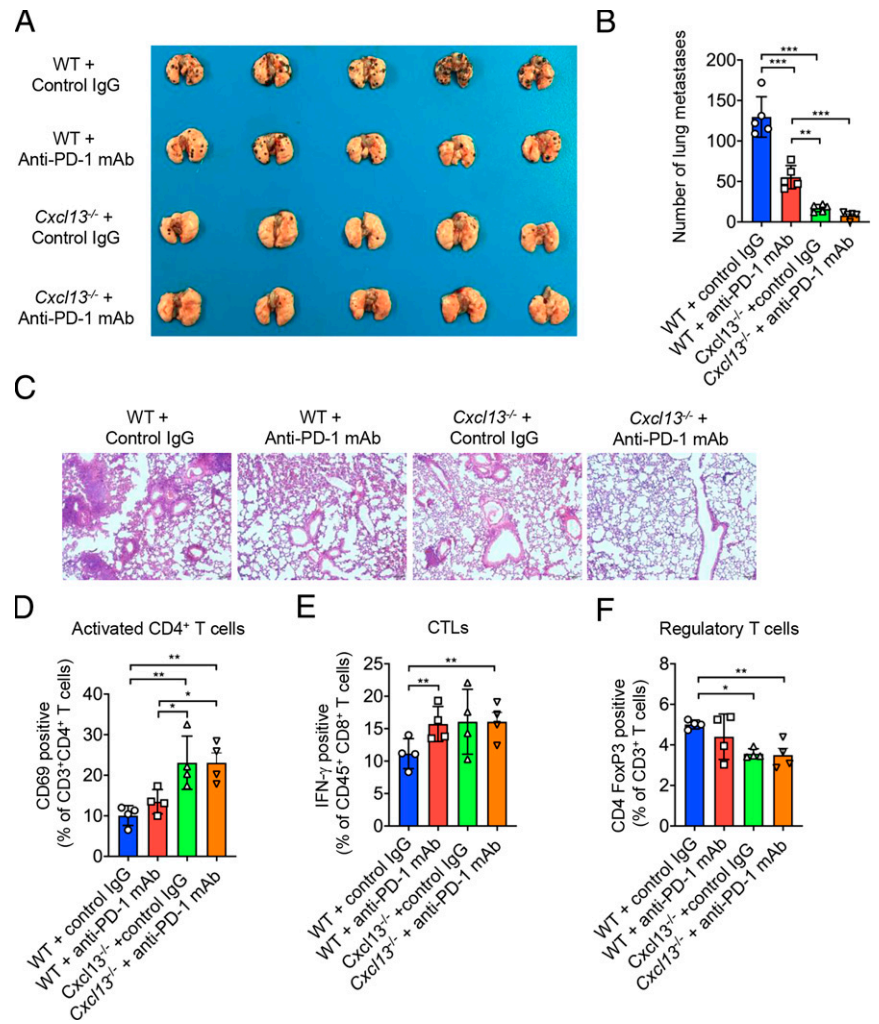 A
WT +
Control IgG
WT +
Anti-PD-1 mAb
Cxcl13-/- +
Control IgG
Cxcl13-/- +
Anti-PD-1 mAb
B
Number of lung metastases
200
150
100
50
0
***
***
***
**
WT + control IgG
WT + anti-PD-1 mAb
Cxcl13-/- +control IgG
Cxcl13-/- + anti-PD-1 mAb
C
WT +
Control IgG
WT +
Anti-PD-1 mAb
Cxcl13-/- +
Control IgG
Cxcl13-/- +
Anti-PD-1 mAb
D
Activated CD4+ T cells
CD69 positive
(% of CD3+CD4+ T cells)
40
30
20
10
0
**
**
*
*
WT + control IgG
WT + anti-PD-1 mAb
Cxcl13-/- +control IgG
Cxcl13-/- + anti-PD-1 mAb
E
CTLs
IFN-γ positive
(% of CD45+ CD8+ T cells)
25
20
15
10
5
0
**
**
WT + control IgG
WT + anti-PD-1 mAb
Cxcl13-/- +control IgG
Cxcl13-/- + anti-PD-1 mAb
F
Regulatory T cells
CD4 FoxP3 positive
(% of CD3+ T cells)
8
6
4
2
0
**
*
WT + control IgG
WT + anti-PD-1 mAb
Cxcl13-/- +control IgG
Cxcl13-/- + anti-PD-1 mAb